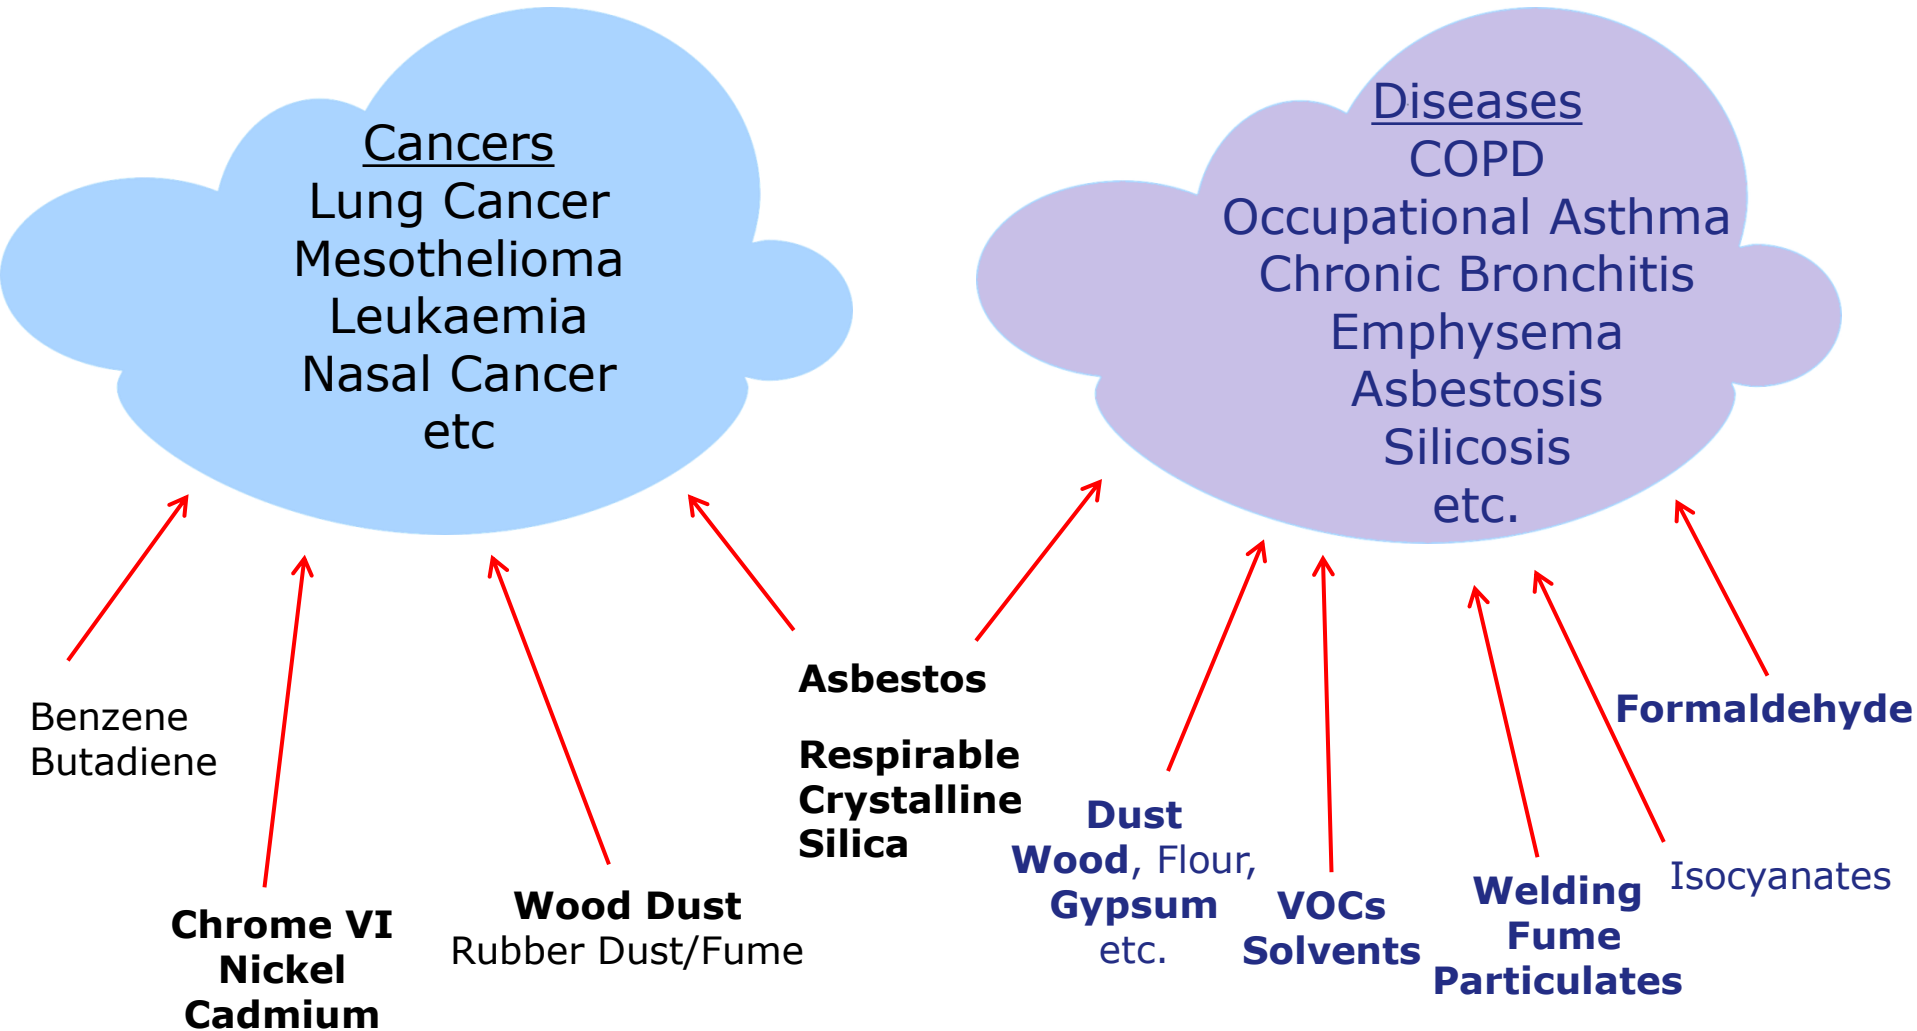 Cancers
Lung Cancer
Mesothelioma
Leukaemia
Nasal Cancer
etc
Diseases
COPD
Occupational Asthma
Chronic Bronchitis
Emphysema
Asbestosis
Silicosis
etc.
Benzene
Butadiene
Chrome VI
Nickel
Cadmium
Wood Dust
Rubber Dust/Fume
Asbestos
Respirable
Crystalline
Silica
Dust
Wood, Flour,
Gypsum
etc.
VOCs
Solvents
Welding
Fume
Particulates
Isocyanates
Formaldehyde